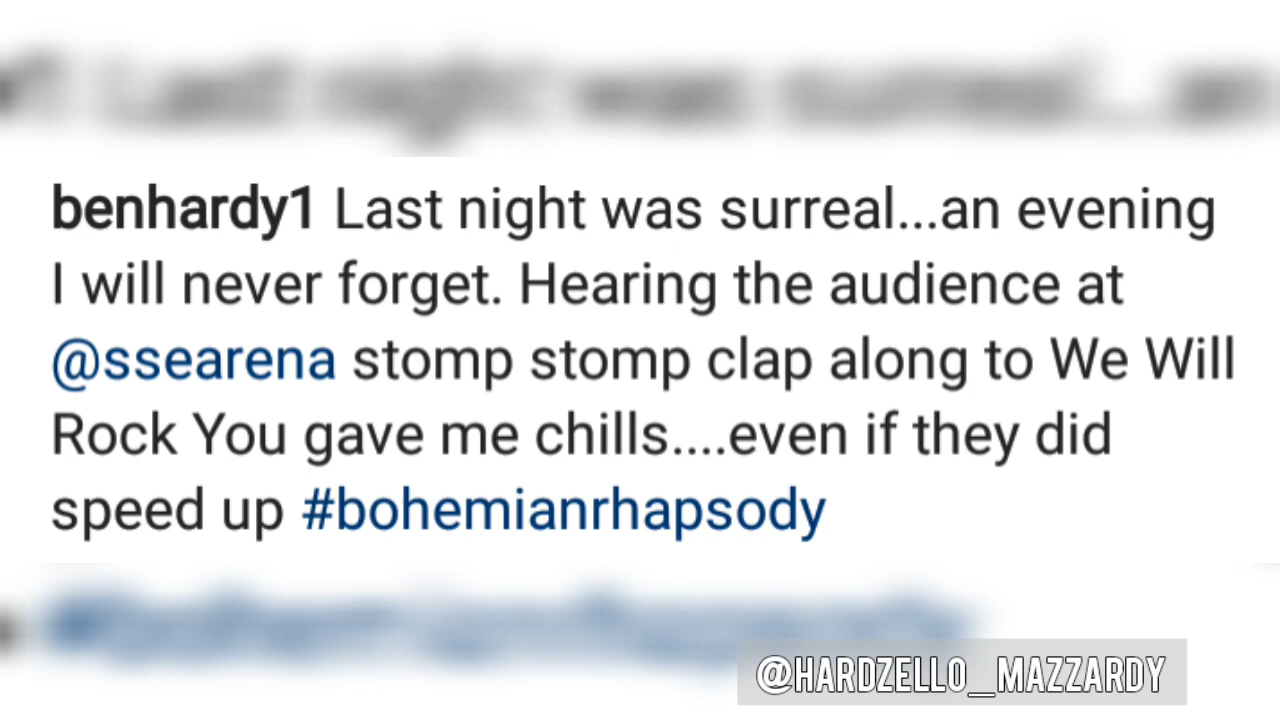 benhardy1 Last night was surreal...an evening
I will never forget. Hearing the audience at
@ssearena stomp stomp clap along to We Will
Rock You gave me chills....even if they did
speed up #bohemianrhapsody
@HARDZELLO_MAZZARDY